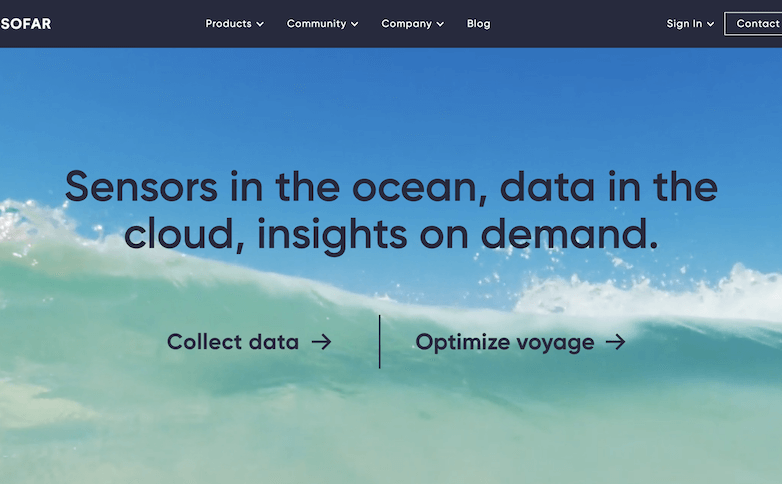 SOFAR Products Community Company Blog Sign In Contact
Sensors in the ocean, data in the
cloud, insights on demand.
Collect data → Optimize voyage →